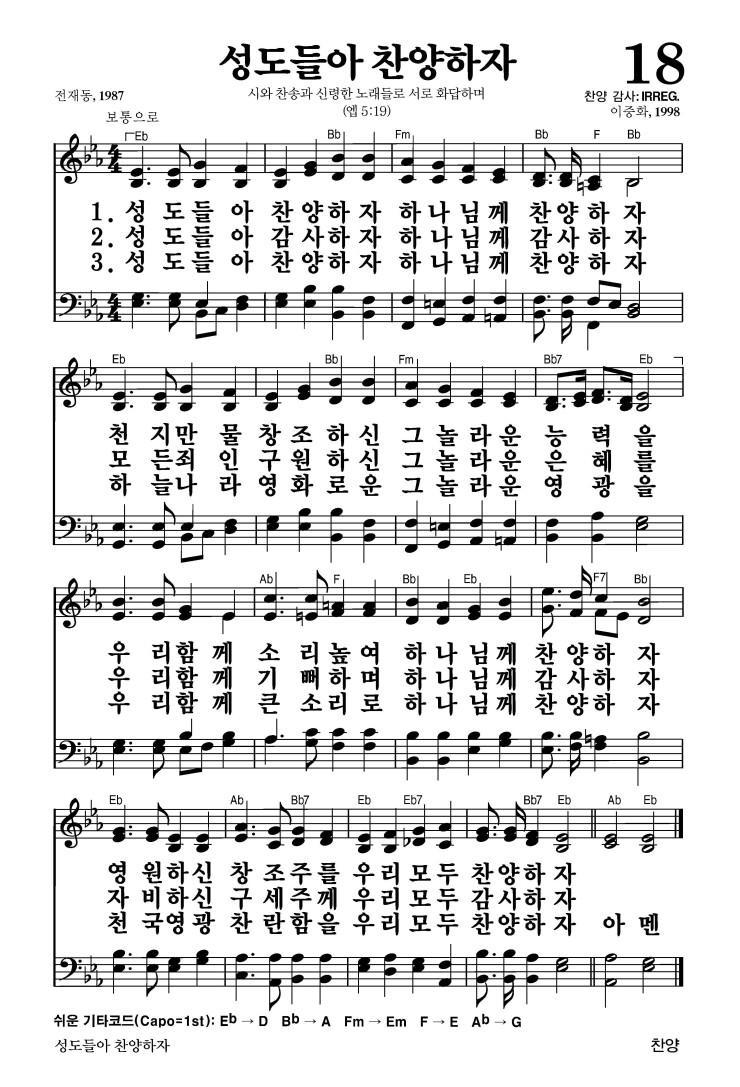 성도들아 찬양하자
18
전재동, 1987
시와 찬송과 신령한 노래들로 서로 화답하며
찬양 감사: IRREG.
보통으로
(엡 5:19)
이중화, 1998
Eb Bb Fm Bb F Bb
1. 성 도 들 아 찬 양 하 자 하 나 님 께 찬 양 하 자
2. 성 도 들 아 감 사 하 자 하 나 님 께 감 사 하 자
3. 성 도 들 아 찬 양 하 자 하 나 님 께 찬 양 하 자
Eb Bb Fm Bb7 Eb
천 지 만 물 창 조 하 신 그 놀 라 운 능 력 을
모 든 죄 인 구 원 하 신 그 놀 라 운 은 혜 를
하 늘 나 라 영 화 로 운 그 놀 라 운 영 광 을
Ab F Bb Eb F7 Bb
우 리 함 께 소 리 높 여 하 나 님 께 찬 양 하 자
우 리 함 께 기 뻐 하 며 하 나 님 께 감 사 하 자
우 리 함 께 큰 소 리 로 하 나 님 께 찬 양 하 자
Eb Ab Bb7 Eb Eb7 Bb7 Eb Ab Eb
영 원 하 신 창 조 주 를 우 리 모 두 찬 양 하 자
자 비 하 신 구 세 주 께 우 리 모 두 감 사 하 자
천 국 영 광 찬 란 함 을 우 리 모 두 찬 양 하 자 아 멘
쉬운 기타코드(Capo=1st): Eb → D Bb → A Fm → Em F → E Ab → G
성도들아 찬양하자
찬양